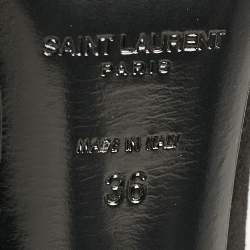 SAINT LAURENT
PARIS
MADE IN ITALY
36